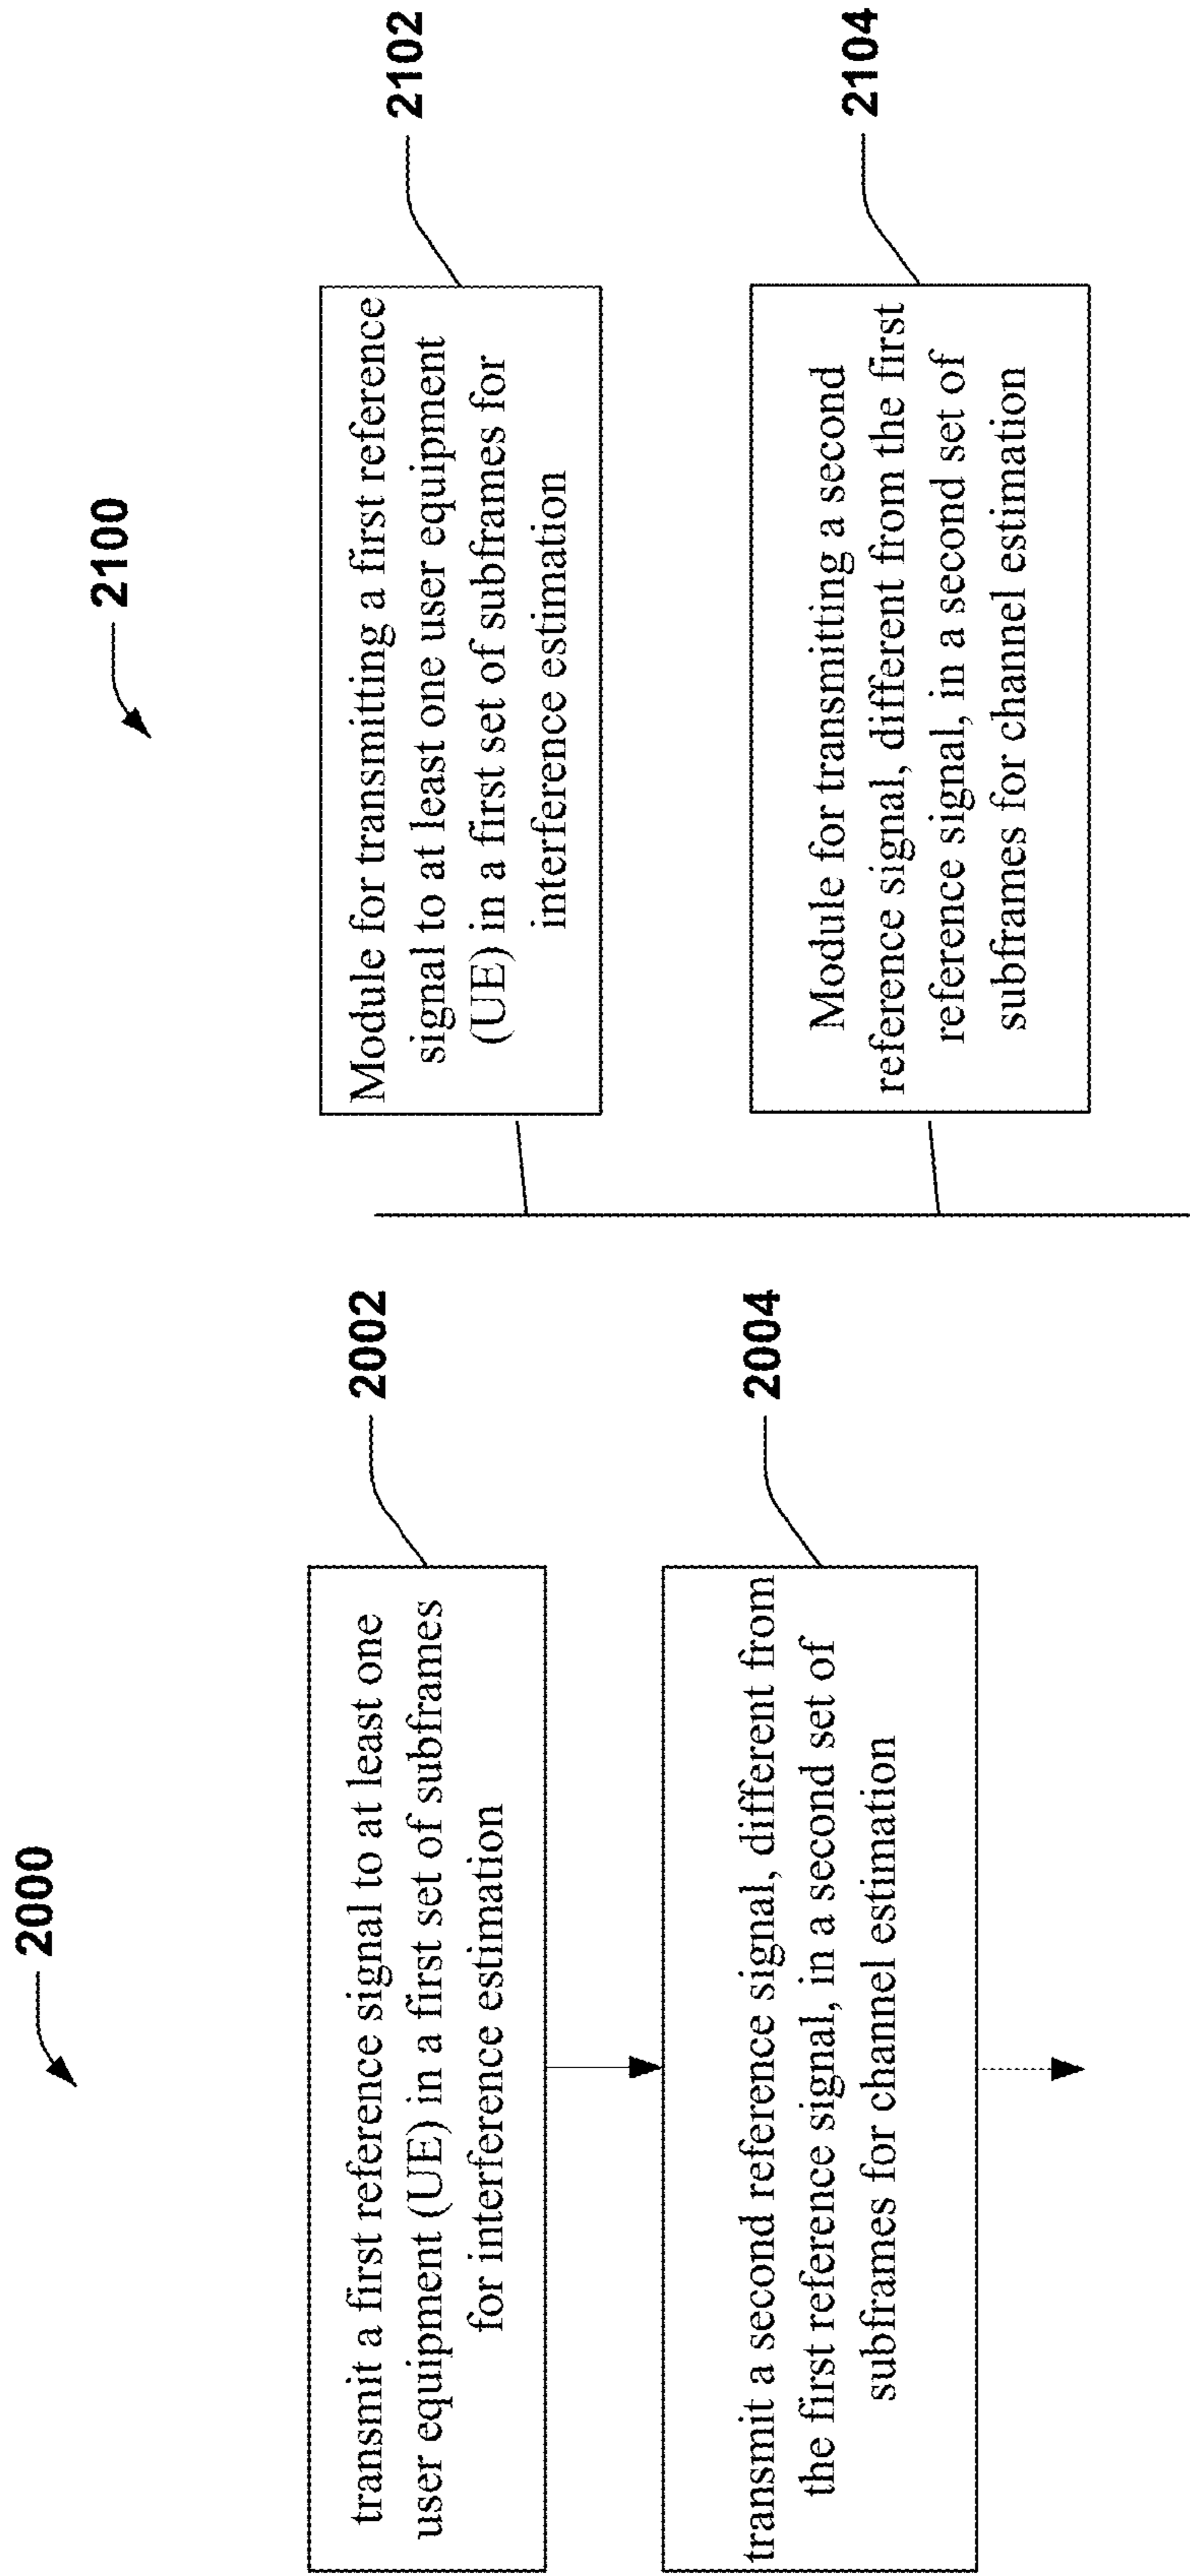 2000
transmit a first reference signal to at least one
user equipment (UE) in a first set of subframes
for interference estimation
2002
transmit a second reference signal, different from
the first reference signal, in a second set of
subframes for channel estimation
2004
2100
Module for transmitting a first reference
signal to at least one user equipment
(UE) in a first set of subframes for
interference estimation
2102
Module for transmitting a second
reference signal, different from the first
reference signal, in a second set of
subframes for channel estimation
2104